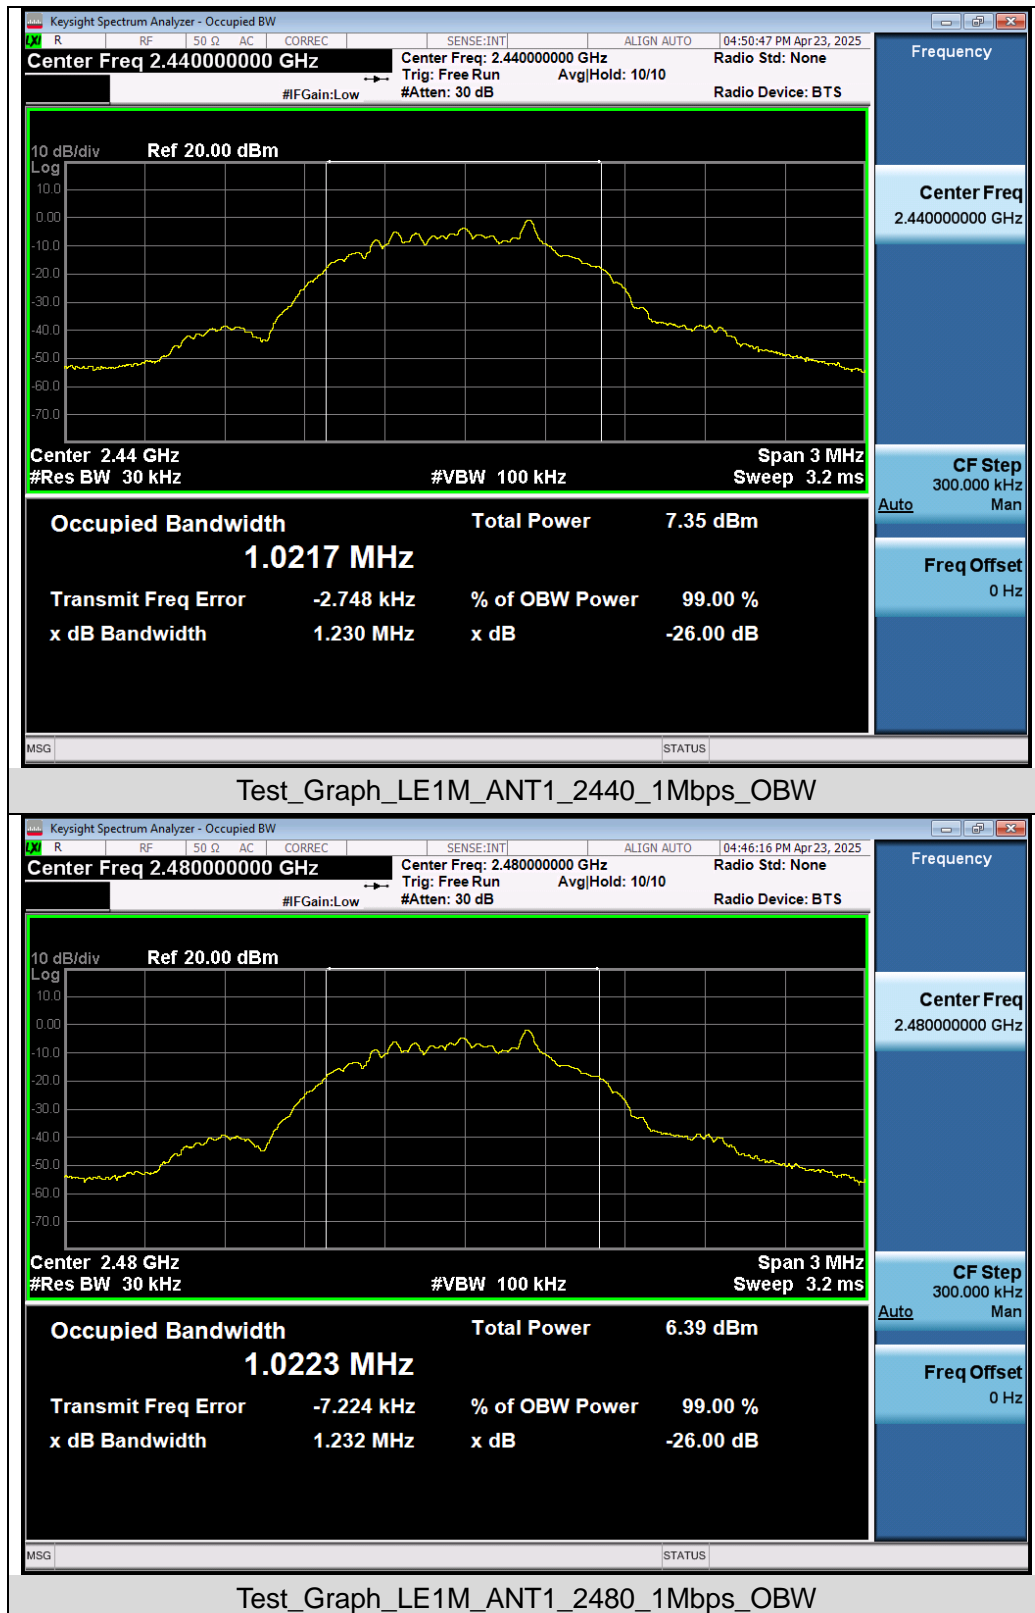 Keysight Spectrum Analyzer - Occupied BW
LXI R RF 50 Ω AC CORREC SENSE:INT ALIGN AUTO 04:50:47 PM Apr 23, 2025
Center Freq 2.440000000 GHz Center Freq: 2.440000000 GHz Radio Std: None
Trig: Free Run Avg|Hold: 10/10
#IFGain:Low #Atten: 30 dB Radio Device: BTS
Frequency
10 dB/div Ref 20.00 dBm
Log
10.0
0.00
-10.0
-20.0
-30.0
-40.0
-50.0
-60.0
-70.0
Center 2.44 GHz Span 3 MHz
#Res BW 30 kHz #VBW 100 kHz Sweep 3.2 ms
Center Freq
2.440000000 GHz
CF Step
300.000 kHz
Auto Man
Freq Offset
0 Hz
Occupied Bandwidth Total Power 7.35 dBm
1.0217 MHz
Transmit Freq Error -2.748 kHz % of OBW Power 99.00 %
x dB Bandwidth 1.230 MHz x dB -26.00 dB
MSG STATUS
Test_Graph_LE1M_ANT1_2440_1Mbps_OBW
Keysight Spectrum Analyzer - Occupied BW
LXI R RF 50 Ω AC CORREC SENSE:INT ALIGN AUTO 04:46:16 PM Apr 23, 2025
Center Freq 2.480000000 GHz Center Freq: 2.480000000 GHz Radio Std: None
Trig: Free Run Avg|Hold: 10/10
#IFGain:Low #Atten: 30 dB Radio Device: BTS
Frequency
10 dB/div Ref 20.00 dBm
Log
10.0
0.00
-10.0
-20.0
-30.0
-40.0
-50.0
-60.0
-70.0
Center 2.48 GHz Span 3 MHz
#Res BW 30 kHz #VBW 100 kHz Sweep 3.2 ms
Center Freq
2.480000000 GHz
CF Step
300.000 kHz
Auto Man
Freq Offset
0 Hz
Occupied Bandwidth Total Power 6.39 dBm
1.0223 MHz
Transmit Freq Error -7.224 kHz % of OBW Power 99.00 %
x dB Bandwidth 1.232 MHz x dB -26.00 dB
MSG STATUS
Test_Graph_LE1M_ANT1_2480_1Mbps_OBW